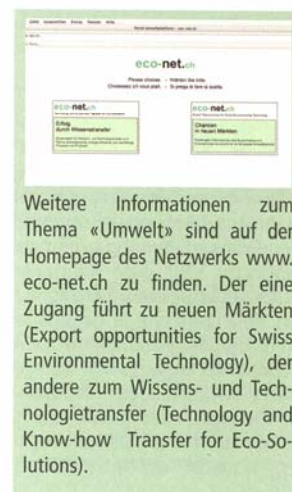 eco-net.ch
Please choose - Wählen Sie bitte
Choisissez s'il vous plaît - Si prega di fare la scelta
eco-net.ch
eco-net.ch
Erfolg
durch Wissenstransfer
Chancen
in neuen Märkten
Weitere Informationen zum
Thema «Umwelt» sind auf der
Homepage des Netzwerks www.
eco-net.ch zu finden. Der eine
Zugang führt zu neuen Märkten
(Export opportunities for Swiss
Environmental Technology), der
andere zum Wissens- und Tech-
nologietransfer (Technology and
Know-how Transfer for Eco-So-
lutions).